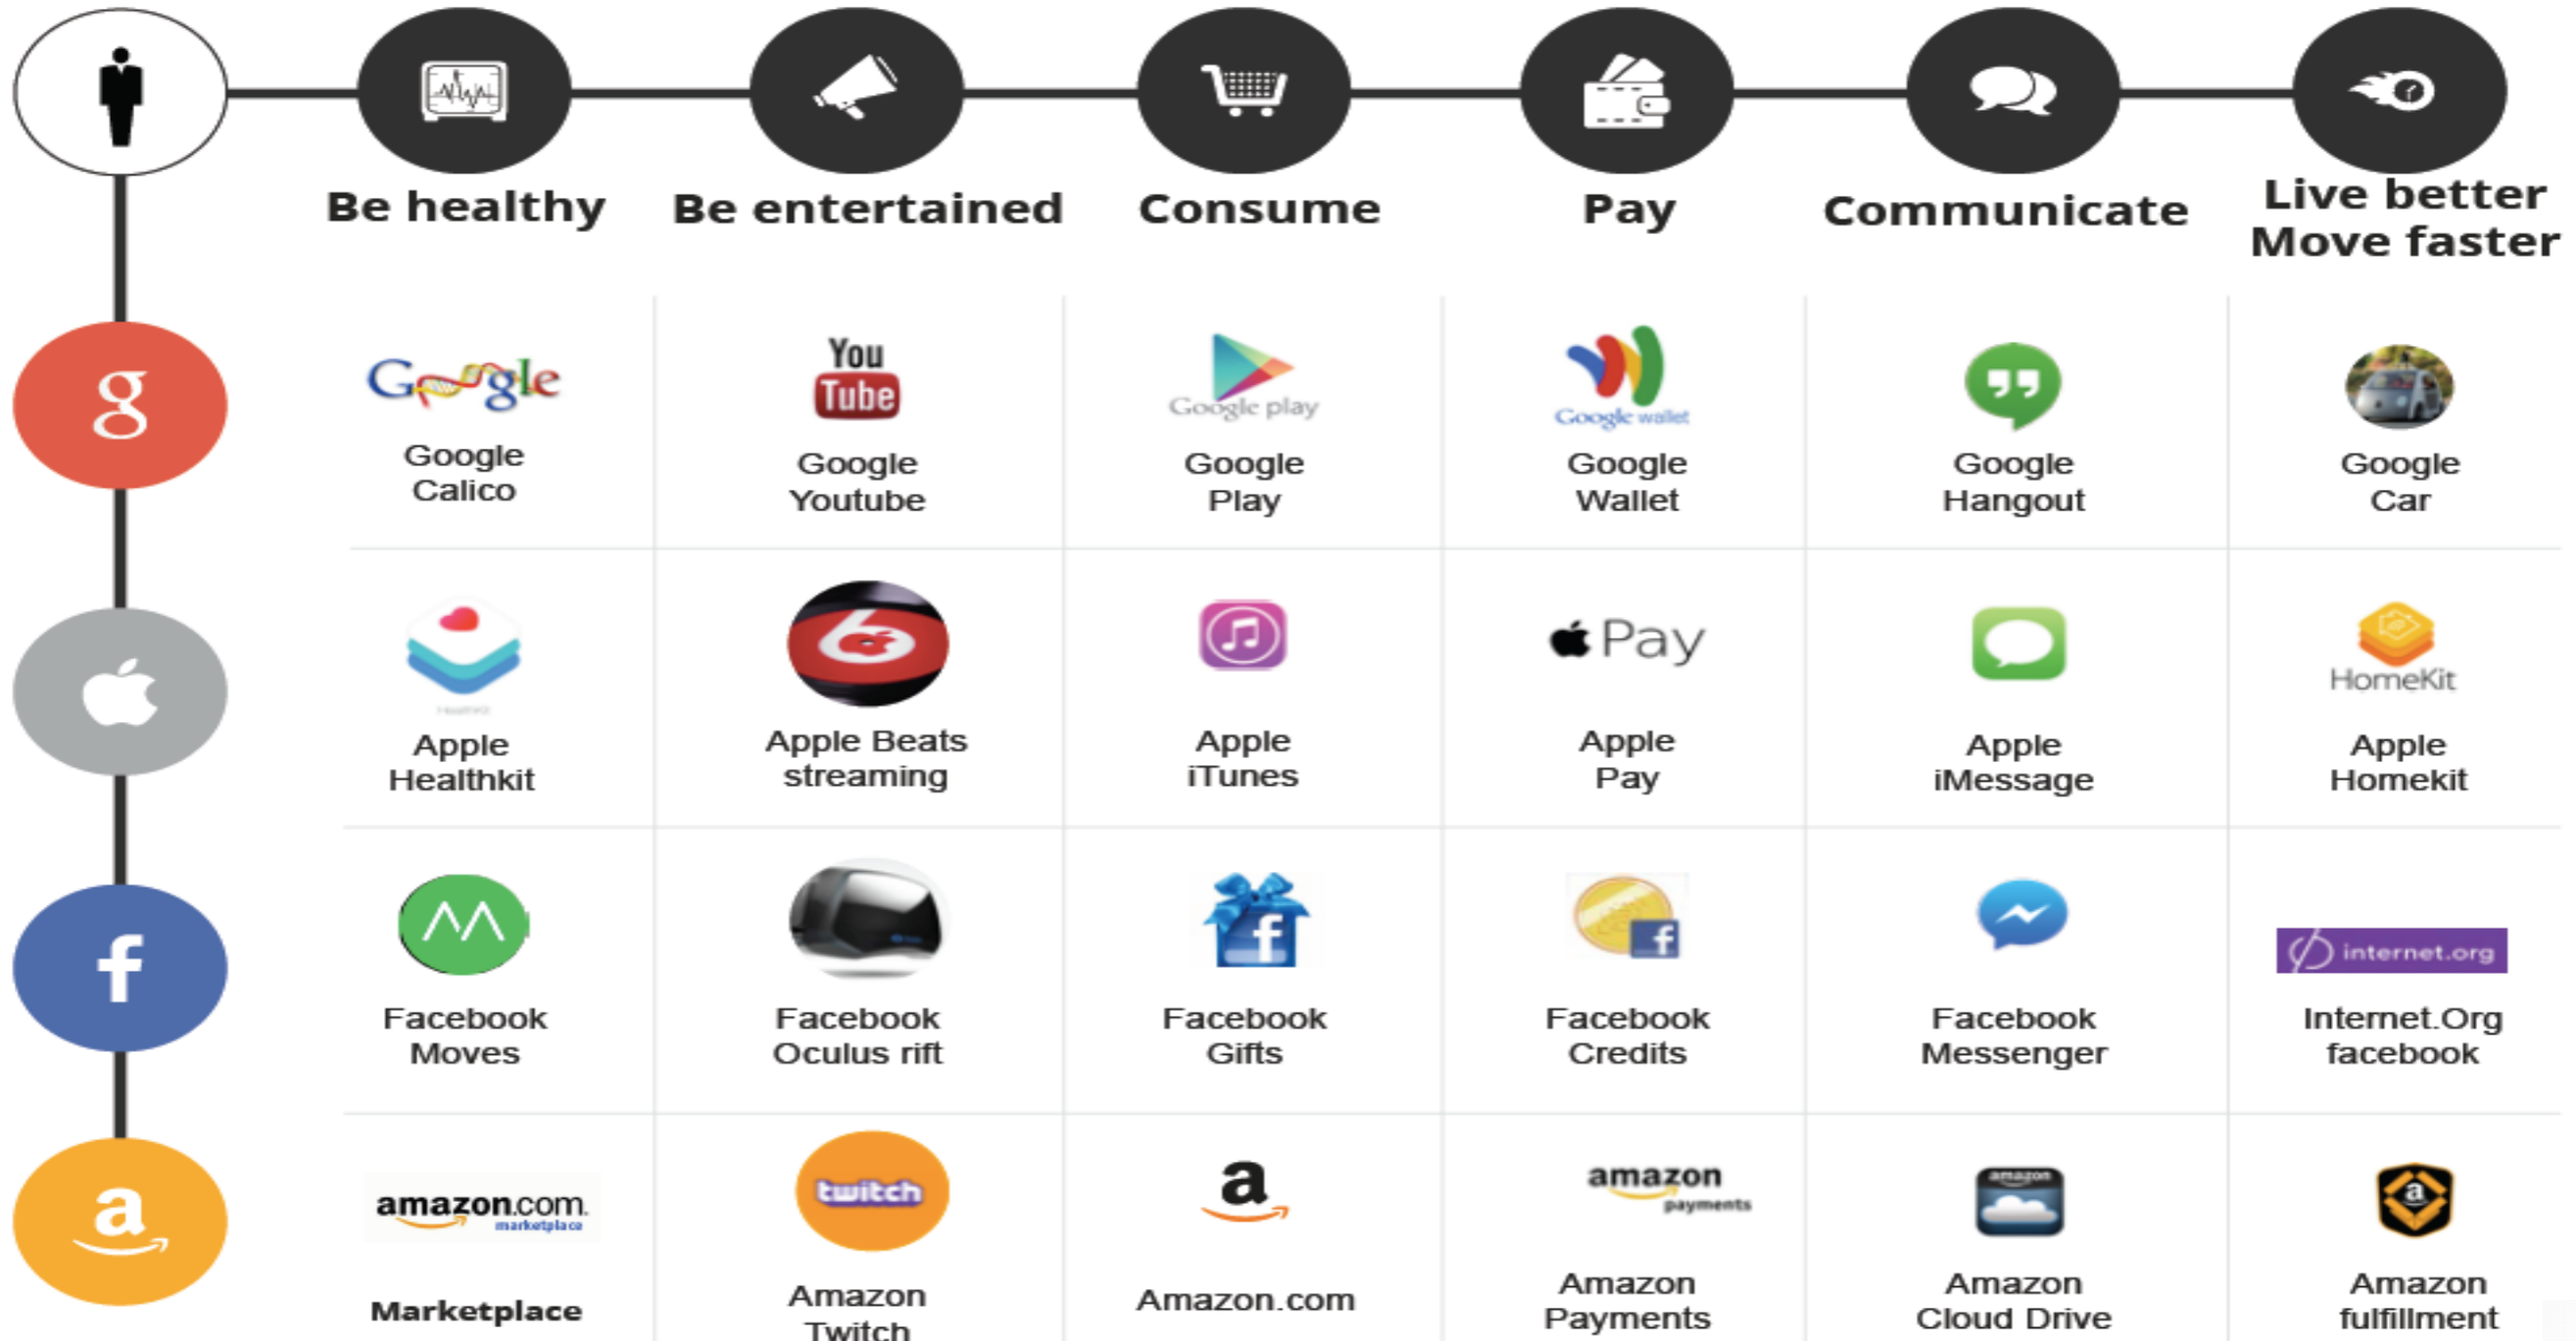 Be healthy
Be entertained
Consume
Pay
Communicate
Live better
Move faster
g
Google
You
Tube
Google play
Google wallet
Google
Calico
Google
Youtube
Google
Play
Google
Wallet
Google
Hangout
Google
Car
HealthKit
Pay
HomeKit
Apple
Healthkit
Apple Beats
streaming
Apple
iTunes
Apple
Pay
Apple
iMessage
Apple
Homekit
f
f
f
internet.org
Facebook
Moves
Facebook
Oculus rift
Facebook
Gifts
Facebook
Credits
Facebook
Messenger
Internet.Org
facebook
a
amazon.com.
marketplace
twitch
a
amazon
payments
amazon
a
Marketplace
Amazon
Twitch
Amazon.com
Amazon
Payments
Amazon
Cloud Drive
Amazon
fulfillment